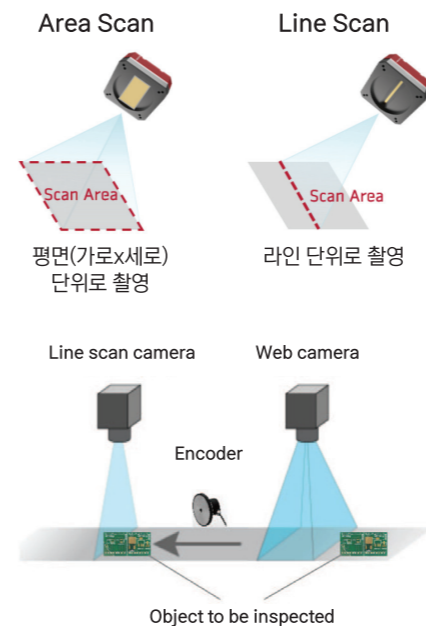 Area Scan
Line Scan
Scan Area
Scan Area
평면(가로x세로)
단위로 촬영
라인 단위로 촬영
Line scan camera
Web camera
Encoder
Object to be inspected